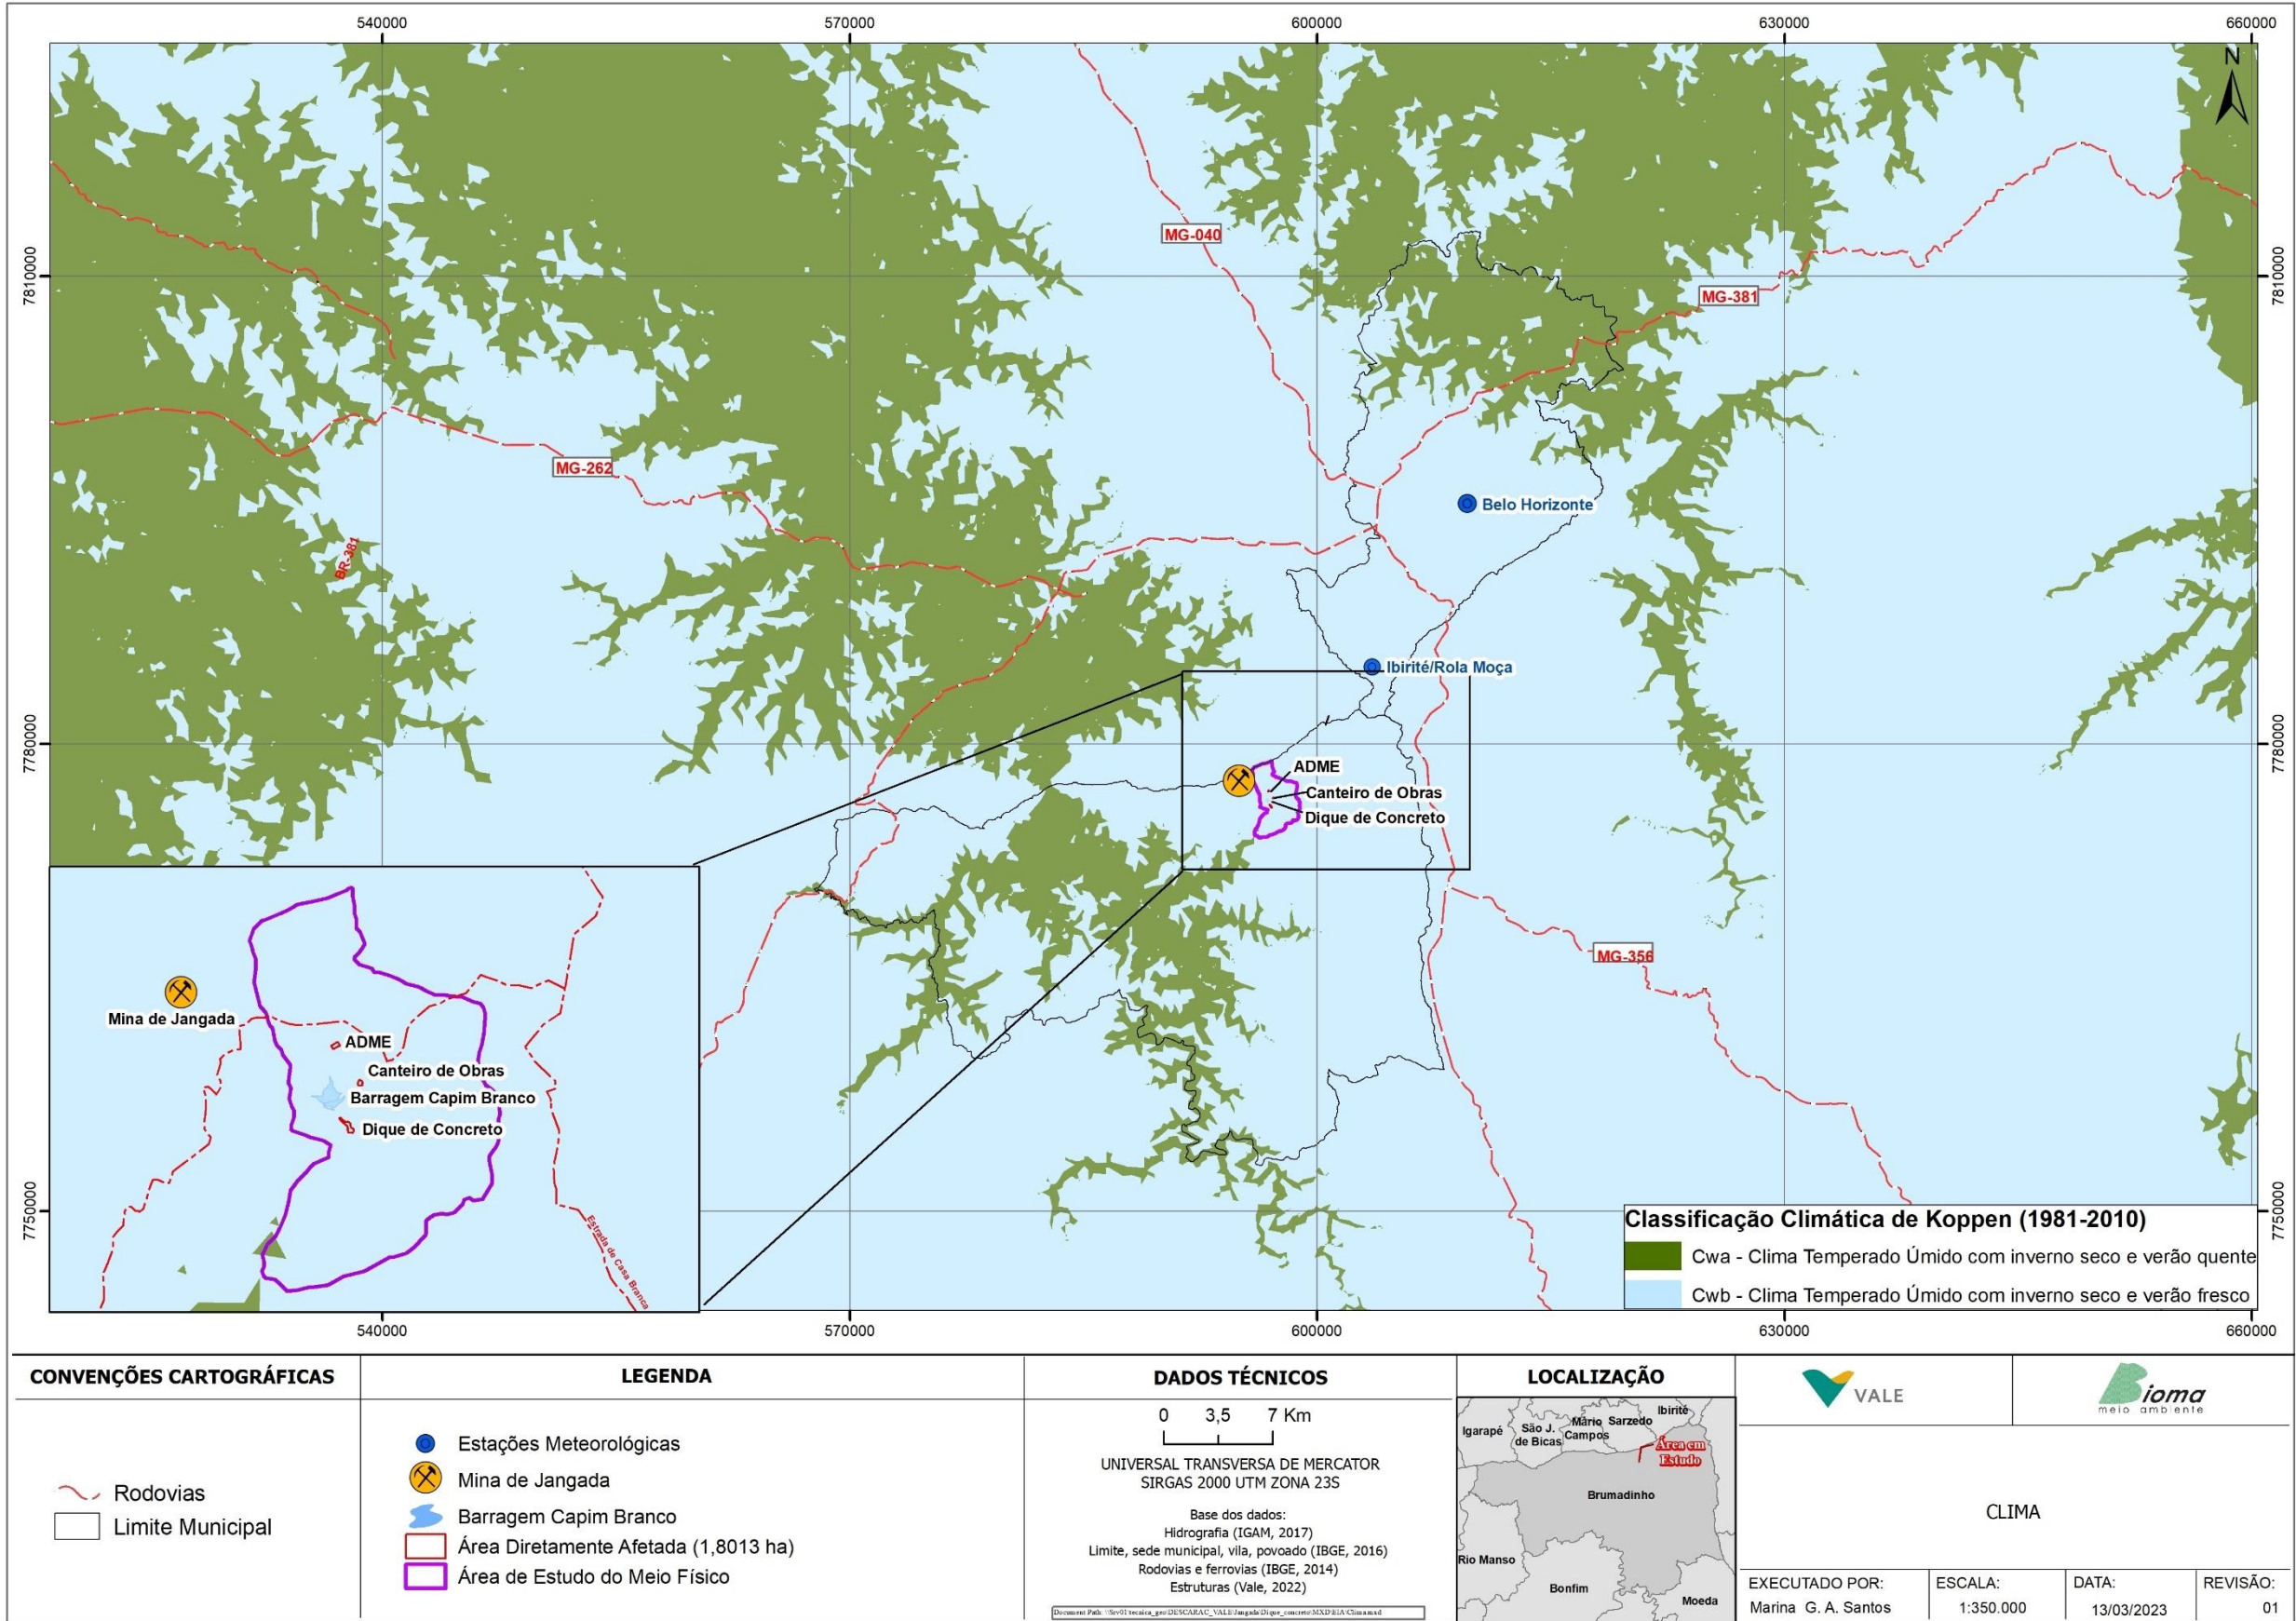 540000
570000
600000
630000
660000
N
7810000
7810000
MG-040
MG-381
MG-262
BR-381
Belo Horizonte
Ibirité/Rola Moça
7780000
7780000
ADME
Canteiro de Obras
Dique de Concreto
MG-356
Mina de Jangada
ADME
Canteiro de Obras
Barragem Capim Branco
Dique de Concreto
Estrada de Casa Branca
7750000
7750000
Classificação Climática de Koppen (1981-2010)
Cwa - Clima Temperado Úmido com inverno seco e verão quente
Cwb - Clima Temperado Úmido com inverno seco e verão fresco
540000
570000
600000
630000
660000
CONVENÇÕES CARTOGRÁFICAS
Rodovias
Limite Municipal
LEGENDA
Estações Meteorológicas
Mina de Jangada
Barragem Capim Branco
Área Diretamente Afetada (1,8013 ha)
Área de Estudo do Meio Físico
DADOS TÉCNICOS
0 3,5 7 Km
UNIVERSAL TRANSVERSA DE MERCATOR
SIRGAS 2000 UTM ZONA 23S
Base dos dados:
Hidrografia (IGAM, 2017)
Limite, sede municipal, vila, povoado (IBGE, 2016)
Rodovias e ferrovias (IBGE, 2014)
Estruturas (Vale, 2022)
LOCALIZAÇÃO
Igarapé
São J.
de Bicas
Mário
Campos
Sarzedo
Ibirité
Área em
Estudo
Brumadinho
Rio Manso
Bonfim
Moeda
VALE
Bioma
meio ambiente
CLIMA
EXECUTADO POR:
Marina G. A. Santos
ESCALA:
1:350.000
DATA:
13/03/2023
REVISÃO:
01